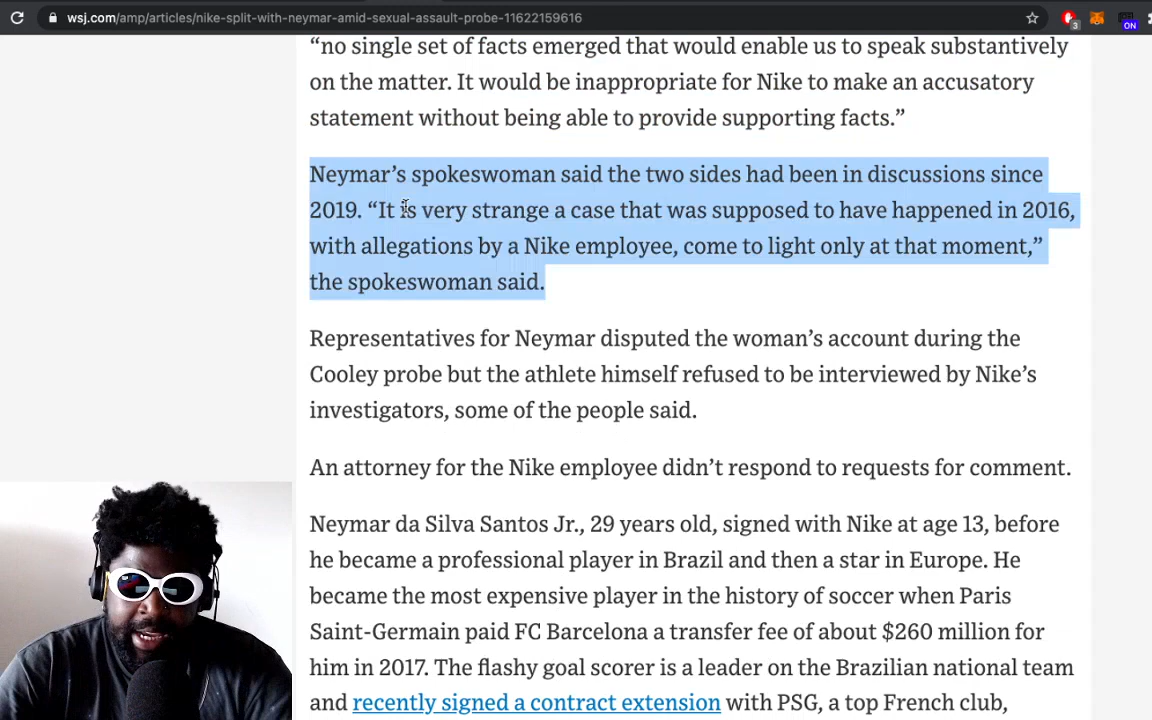 wsj.com/amp/articles/nike-split-with-neymar-amid-sexual-assault-probe-11622159616
3
ON
“no single set of facts emerged that would enable us to speak substantively
on the matter. It would be inappropriate for Nike to make an accusatory
statement without being able to provide supporting facts.”
Neymar’s spokeswoman said the two sides had been in discussions since
2019. “It is very strange a case that was supposed to have happened in 2016,
with allegations by a Nike employee, come to light only at that moment,”
the spokeswoman said.
Representatives for Neymar disputed the woman’s account during the
Cooley probe but the athlete himself refused to be interviewed by Nike’s
investigators, some of the people said.
An attorney for the Nike employee didn’t respond to requests for comment.
Neymar da Silva Santos Jr., 29 years old, signed with Nike at age 13, before
he became a professional player in Brazil and then a star in Europe. He
became the most expensive player in the history of soccer when Paris
Saint-Germain paid FC Barcelona a transfer fee of about $260 million for
him in 2017. The flashy goal scorer is a leader on the Brazilian national team
and recently signed a contract extension with PSG, a top French club,